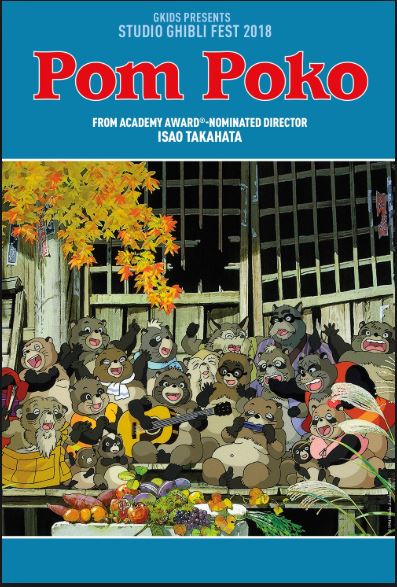 GKIDS PRESENTS
STUDIO GHIBLI FEST 2018
Pom Poko
FROM ACADEMY AWARD®-NOMINATED DIRECTOR
ISAO TAKAHATA